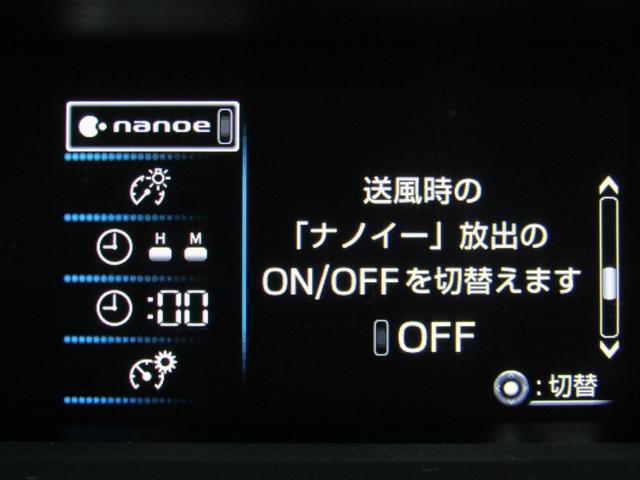 nanoe
H M
:00
送風時の
「ナノイー」放出の
ON/OFFを切替えます
OFF
:切替